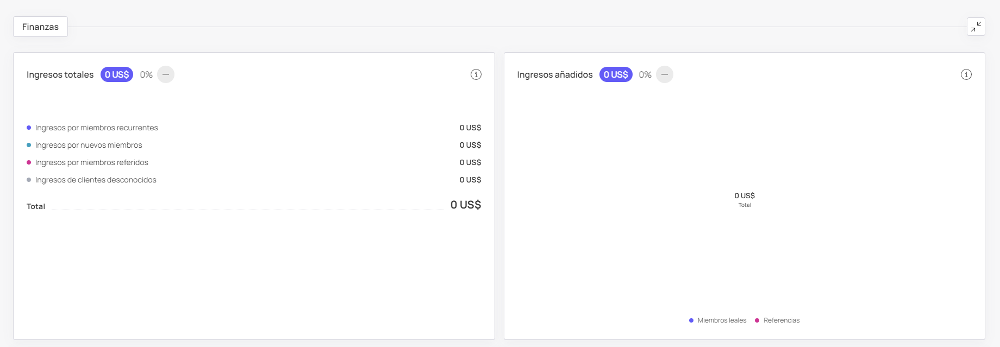 Finanzas
Ingresos totales 0 US$ 0%
Ingresos por miembros recurrentes 0 US$
Ingresos por nuevos miembros 0 US$
Ingresos por miembros referidos 0 US$
Ingresos de clientes desconocidos 0 US$
Total 0 US$
Ingresos añadidos 0 US$ 0%
0 US$
Total
Miembros leales Referencias